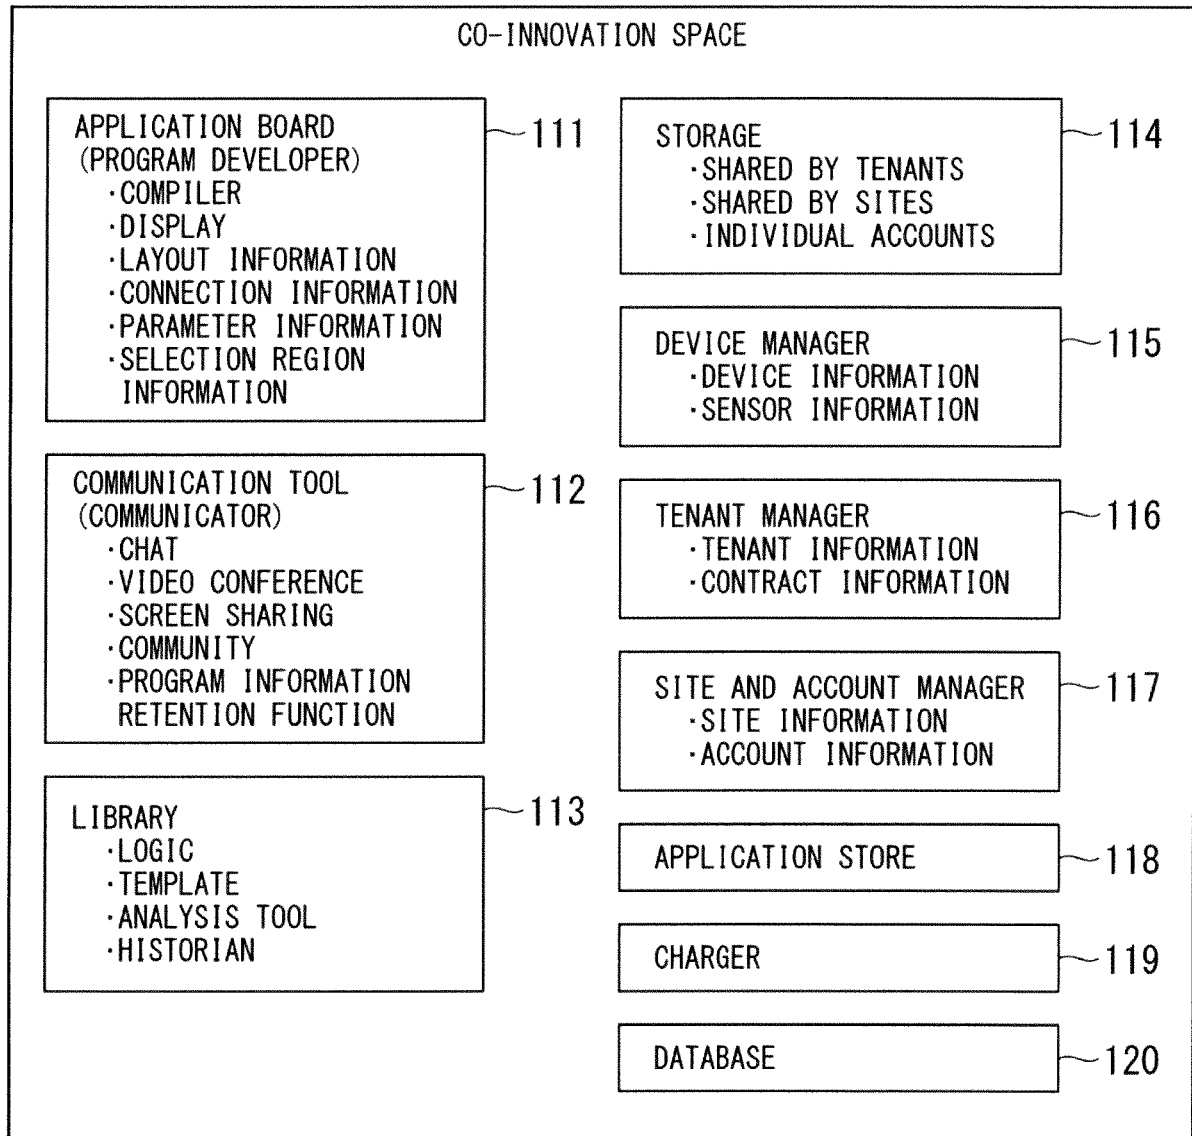 CO-INNOVATION SPACE
APPLICATION BOARD
(PROGRAM DEVELOPER)
·COMPILER
·DISPLAY
·LAYOUT INFORMATION
·CONNECTION INFORMATION
·PARAMETER INFORMATION
·SELECTION REGION
INFORMATION
111
COMMUNICATION TOOL
(COMMUNICATOR)
·CHAT
·VIDEO CONFERENCE
·SCREEN SHARING
·COMMUNITY
·PROGRAM INFORMATION
RETENTION FUNCTION
112
LIBRARY
·LOGIC
·TEMPLATE
·ANALYSIS TOOL
·HISTORIAN
113
STORAGE
·SHARED BY TENANTS
·SHARED BY SITES
·INDIVIDUAL ACCOUNTS
114
DEVICE MANAGER
·DEVICE INFORMATION
·SENSOR INFORMATION
115
TENANT MANAGER
·TENANT INFORMATION
·CONTRACT INFORMATION
116
SITE AND ACCOUNT MANAGER
·SITE INFORMATION
·ACCOUNT INFORMATION
117
APPLICATION STORE
118
CHARGER
119
DATABASE
120